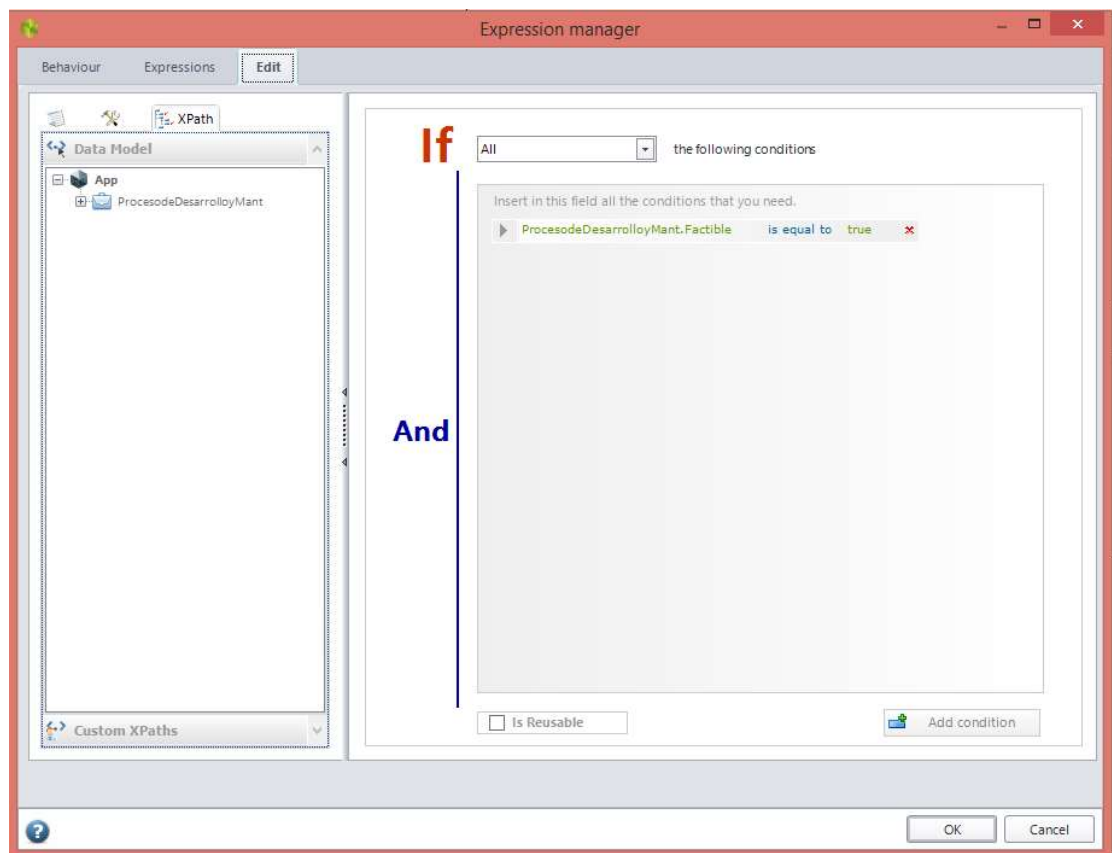 Expression manager
Behaviour Expressions Edit
XPath
Data Model
App
ProcesodeDesarrolloyMant
Custom XPaths
If All the following conditions
Insert in this field all the conditions that you need.
ProcesodeDesarrolloyMant.Factible is equal to true
And
Is Reusable Add condition
OK Cancel